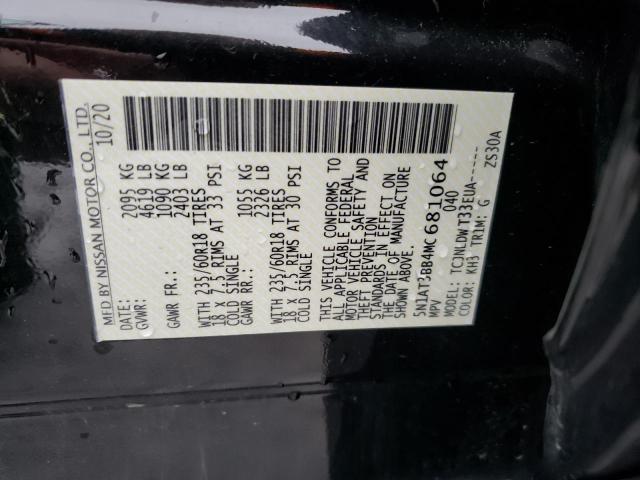 MFD BY NISSAN MOTOR CO., LTD.
DATE: 10/20
GVWR: 2095 KG
4619 LB
GAWR FR.: 1090 KG
2403 LB
WITH 235/60R18 TIRES
18 X 7.5 RIMS AT 33 PSI
COLD SINGLE
GAWR RR.: 1055 KG
2326 LB
WITH 235/60R18 TIRES
18 X 7.5 RIMS AT 30 PSI
COLD SINGLE
THIS VEHICLE CONFORMS TO
ALL APPLICABLE FEDERAL
MOTOR VEHICLE SAFETY AND
THEFT PREVENTION
STANDARDS IN EFFECT ON
THE DATE OF MANUFACTURE
SHOWN ABOVE.
5N1AT3BB4MC681064
MPV 040
MODEL: TCJNLDWT33EUA-----
COLOR: KH3 TRIM: G ZS30A